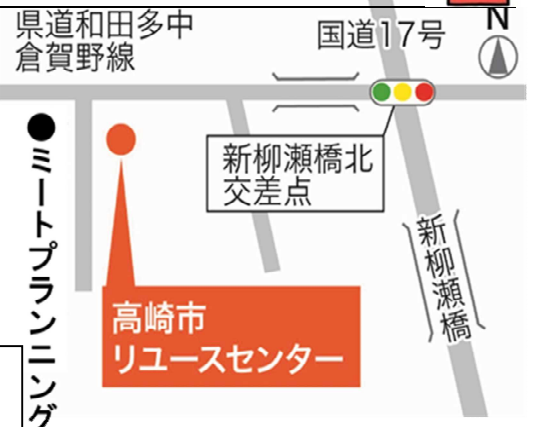 県道和田多中
倉賀野線
国道17号
N
新柳瀬橋北
交差点
●ミートプランニング
新柳瀬橋
高崎市
リユースセンター